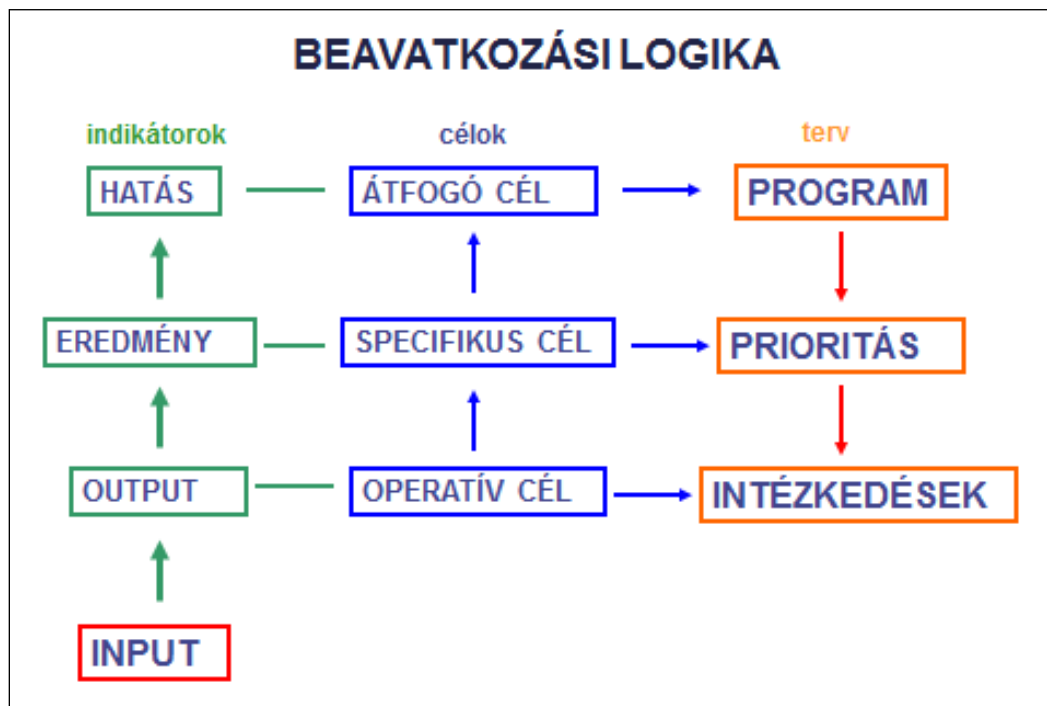 BEAVATKOZÁSI LOGIKA
indikátorok célok terv
HATÁS ÁTFOGÓ CÉL PROGRAM
EREDMÉNY SPECIFIKUS CÉL PRIORITÁS
OUTPUT OPERATÍV CÉL INTÉZKEDÉSEK
INPUT